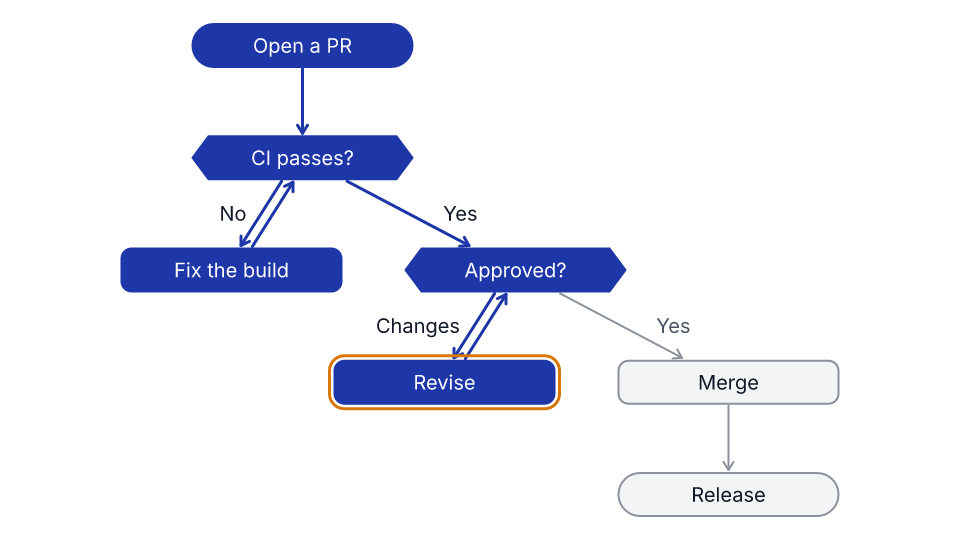 Open a PR
CI passes?
No
Yes
Fix the build
Approved?
Changes
Yes
Revise
Merge
Release